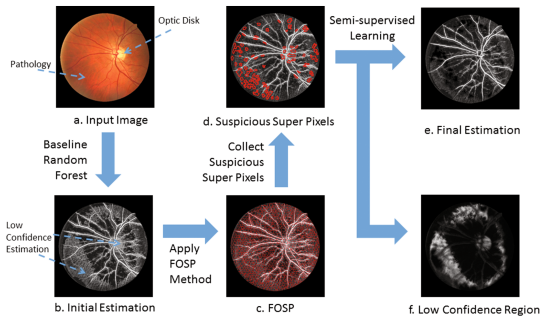 Optic Disk
Pathology
a. Input Image
Baseline
Random
Forest
Low
Confidence
Estimation
b. Initial Estimation
Apply
FOSP
Method
c. FOSP
Collect
Suspicious
Super Pixels
d. Suspicious Super Pixels
Semi-supervised
Learning
e. Final Estimation
f. Low Confidence Region